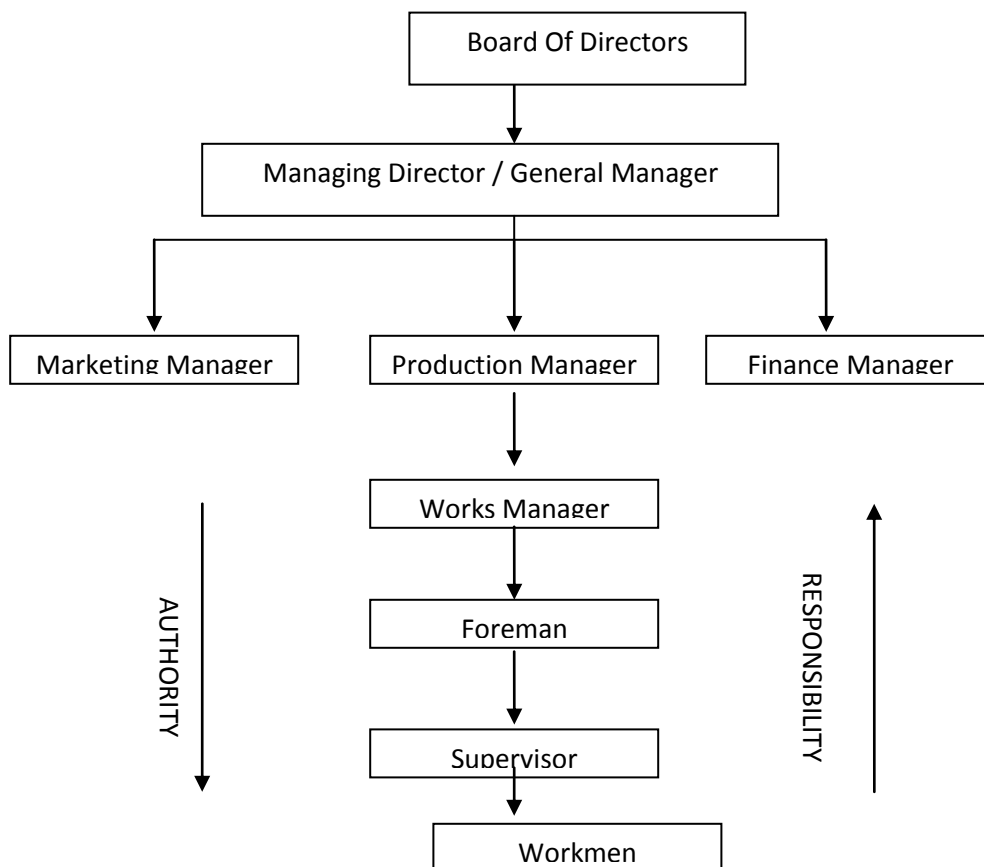 Board Of Directors
Managing Director / General Manager
Marketing Manager
Production Manager
Finance Manager
Works Manager
AUTHORITY
RESPONSIBILITY
Foreman
Supervisor
Workmen